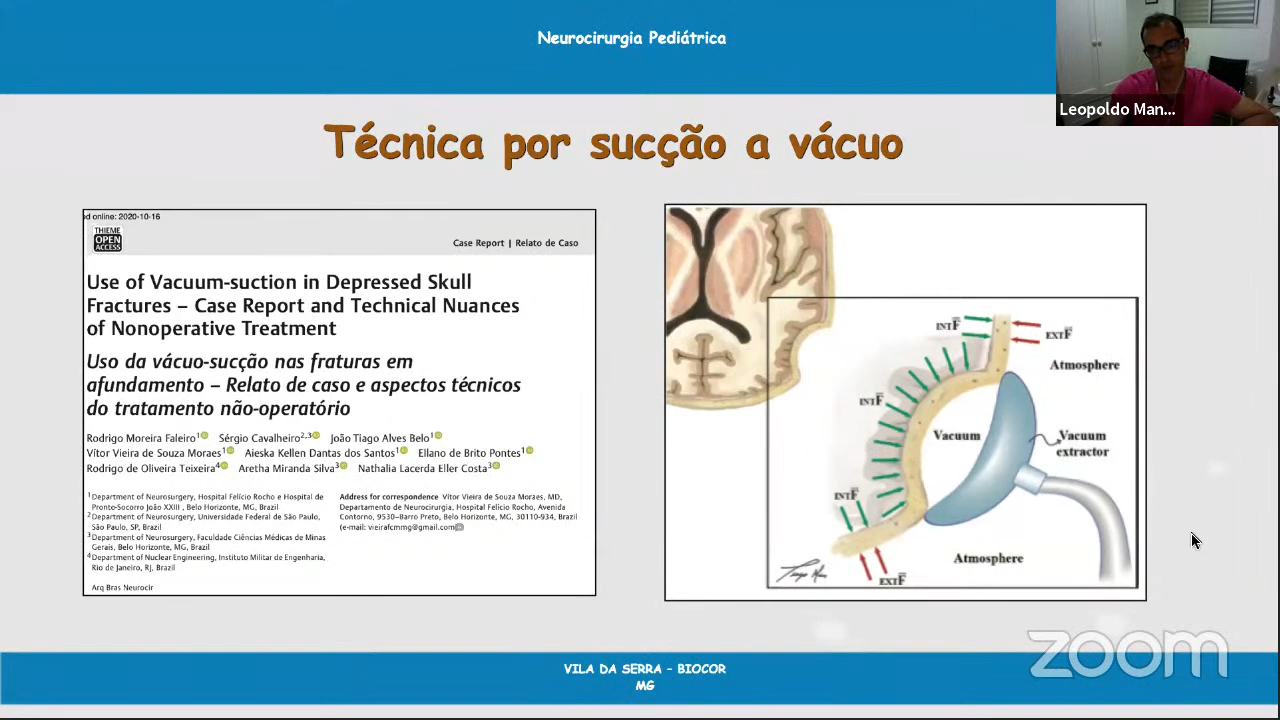 Neurocirurgia Pediátrica
Leopoldo Man...
Técnica por sucção a vácuo
d online: 2020-10-16
THIEME
OPEN
ACCESS
Case Report | Relato de Caso
Use of Vacuum-suction in Depressed Skull
Fractures – Case Report and Technical Nuances
of Nonoperative Treatment
Uso da vácuo-sucção nas fraturas em
afundamento – Relato de caso e aspectos técnicos
do tratamento não-operatório
Rodrigo Moreira Faleiro1 Sérgio Cavalheiro2,3 João Tiago Alves Belo1
Vítor Vieira de Souza Moraes1 Aieska Kellen Dantas dos Santos1 Ellano de Brito Pontes1
Rodrigo de Oliveira Teixeira4 Aretha Miranda Silva3 Nathalia Lacerda Eller Costa3
1 Department of Neurosurgery, Hospital Felício Rocho e Hospital de
Pronto-Socorro João XXIII , Belo Horizonte, MG, Brazil
2 Department of Neurosurgery, Universidade Federal de São Paulo,
São Paulo, SP, Brazil
3 Department of Neurosurgery, Faculdade Ciências Médicas de Minas
Gerais, Belo Horizonte, MG, Brazil
4 Department of Nuclear Engineering, Instituto Militar de Engenharia,
Rio de Janeiro, RJ, Brazil
Arq Bras Neurocir
Address for correspondence Vítor Vieira de Souza Moraes, MD,
Departamento de Neurocirurgia, Hospital Felício Rocho, Avenida
Contorno, 9530–Barro Preto, Belo Horizonte, MG, 30110-934, Brazil
(e-mail: vieirafcmmg@gmail.com
INTF
EXTF
Atmosphere
INTF
Vacuum
Vacuum
extractor
INTF
Atmosphere
EXTF
zoom
VILA DA SERRA – BIOCOR
MG